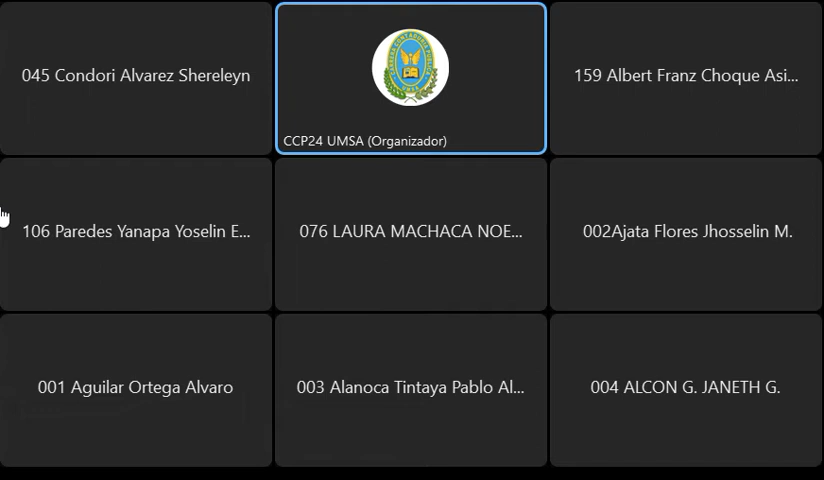 045 Condori Alvarez Shereleyn
CCP24 UMSA (Organizador)
159 Albert Franz Choque Asi...
106 Paredes Yanapa Yoselin E...
076 LAURA MACHACA NOE...
002Ajata Flores Jhosselin M.
001 Aguilar Ortega Alvaro
003 Alanoca Tintaya Pablo Al...
004 ALCON G. JANETH G.